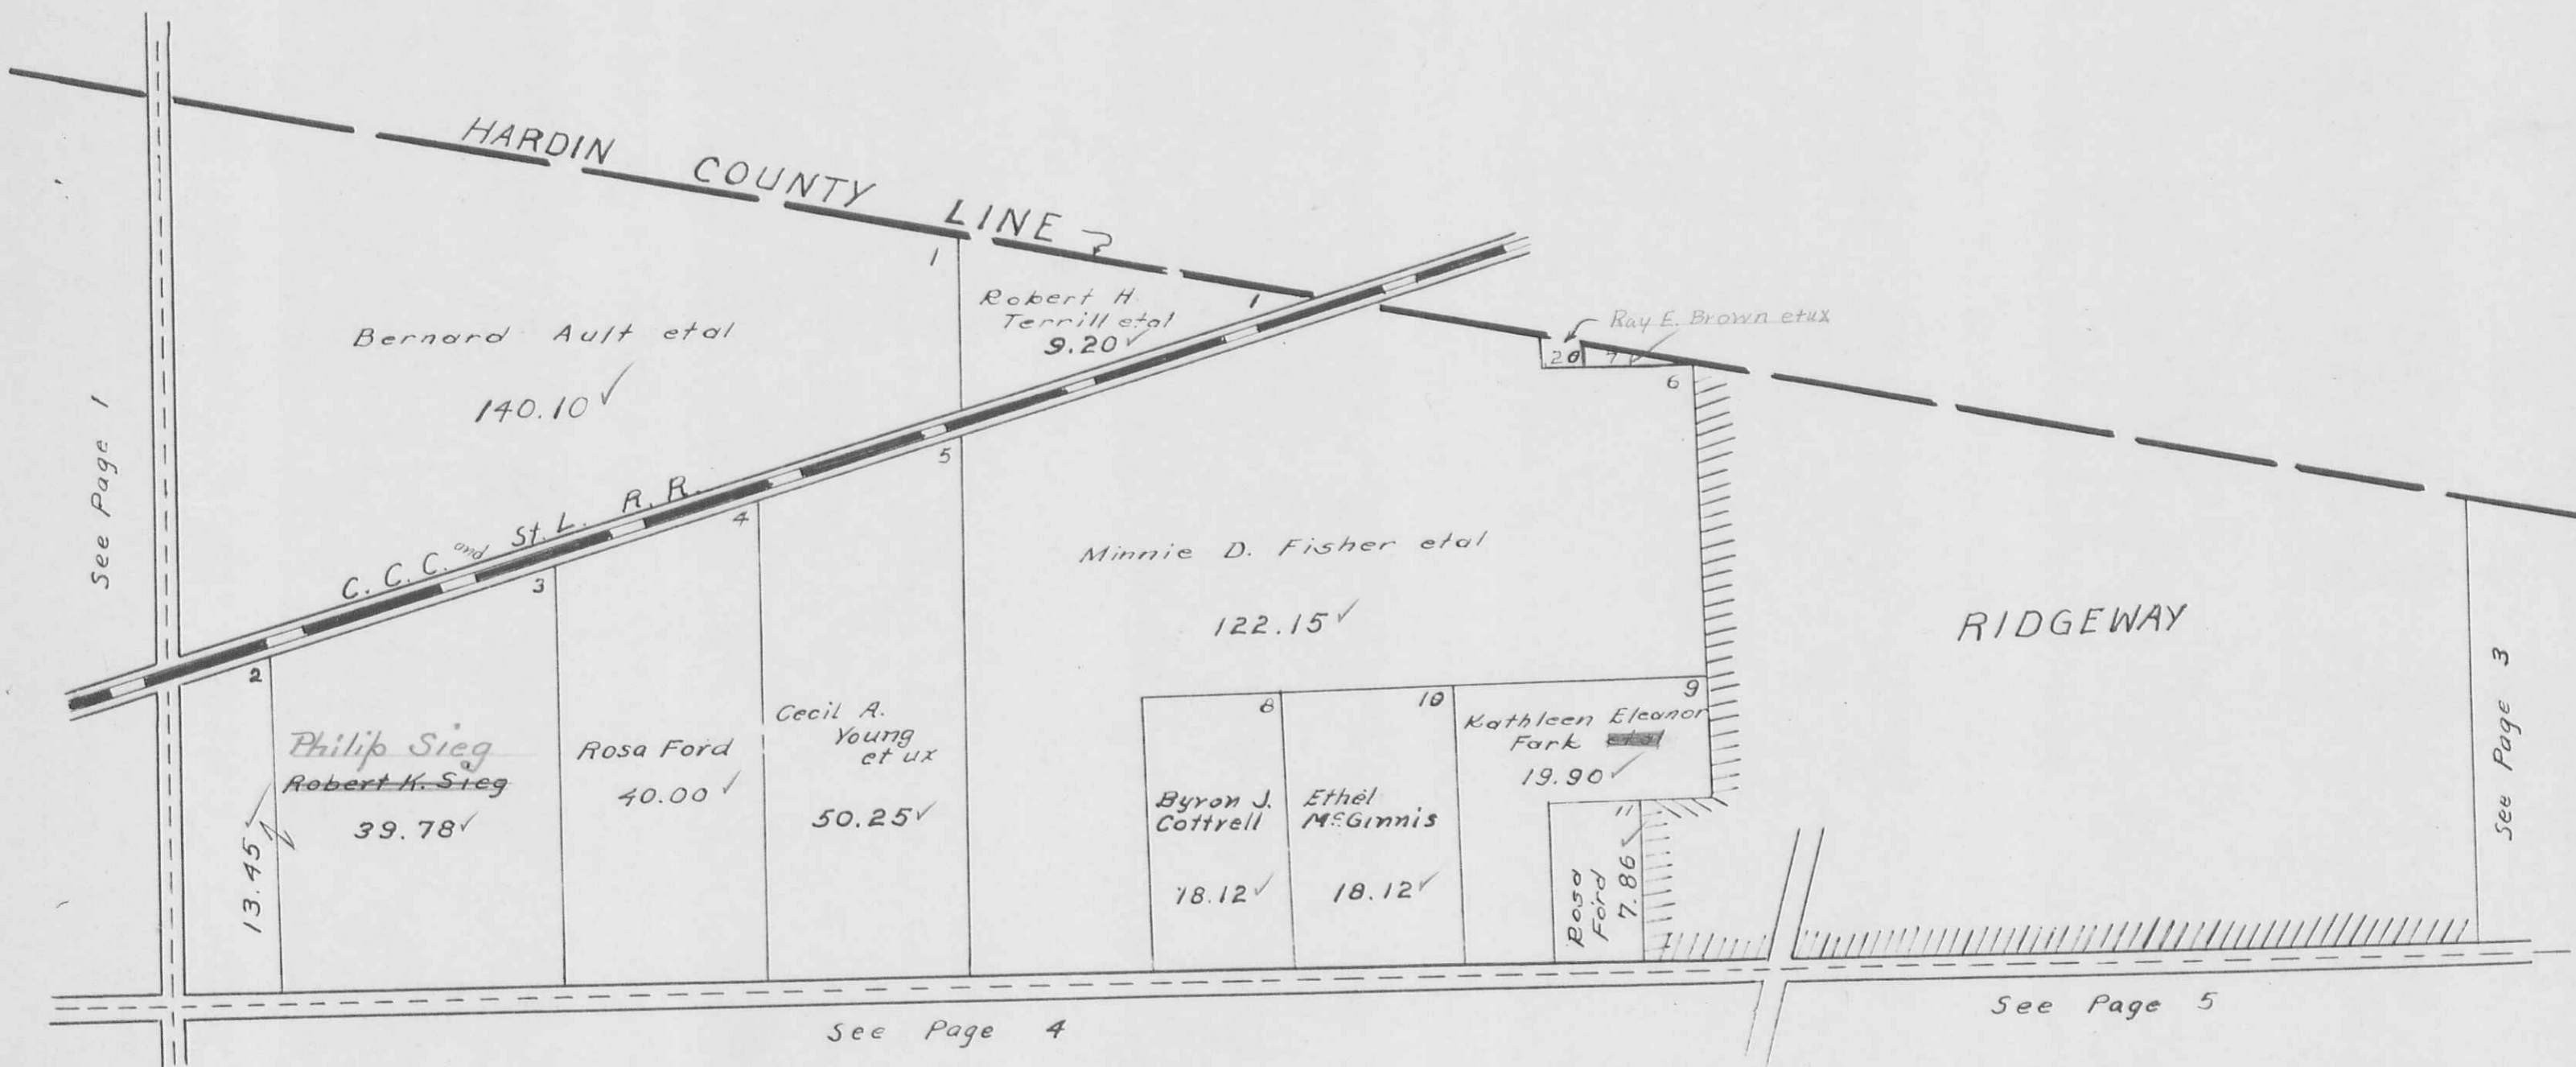 HARDIN COUNTY LINE
See Page 1
Bernard Ault etal
140.10 ✓
1
Robert H.
Terrill etal
9.20 ✓
1
Ray E. Brown etux
20
7
6
C. C. C. and St. L. R. R.
2
3
4
5
Minnie D. Fisher etal
122.15 ✓
RIDGEWAY
See Page 3
13.45 ✓
Philip Sieg
Robert K. Sieg
39.78 ✓
Rosa Ford
40.00 ✓
Cecil A.
Young
et ux
50.25 ✓
8
Byron J.
Cottrell
18.12 ✓
10
Ethel
McGinnis
18.12 ✓
9
Kathleen Eleanor
Fark etal
19.90 ✓
11
Rosa
Ford
7.86 ✓
See Page 4
See Page 5